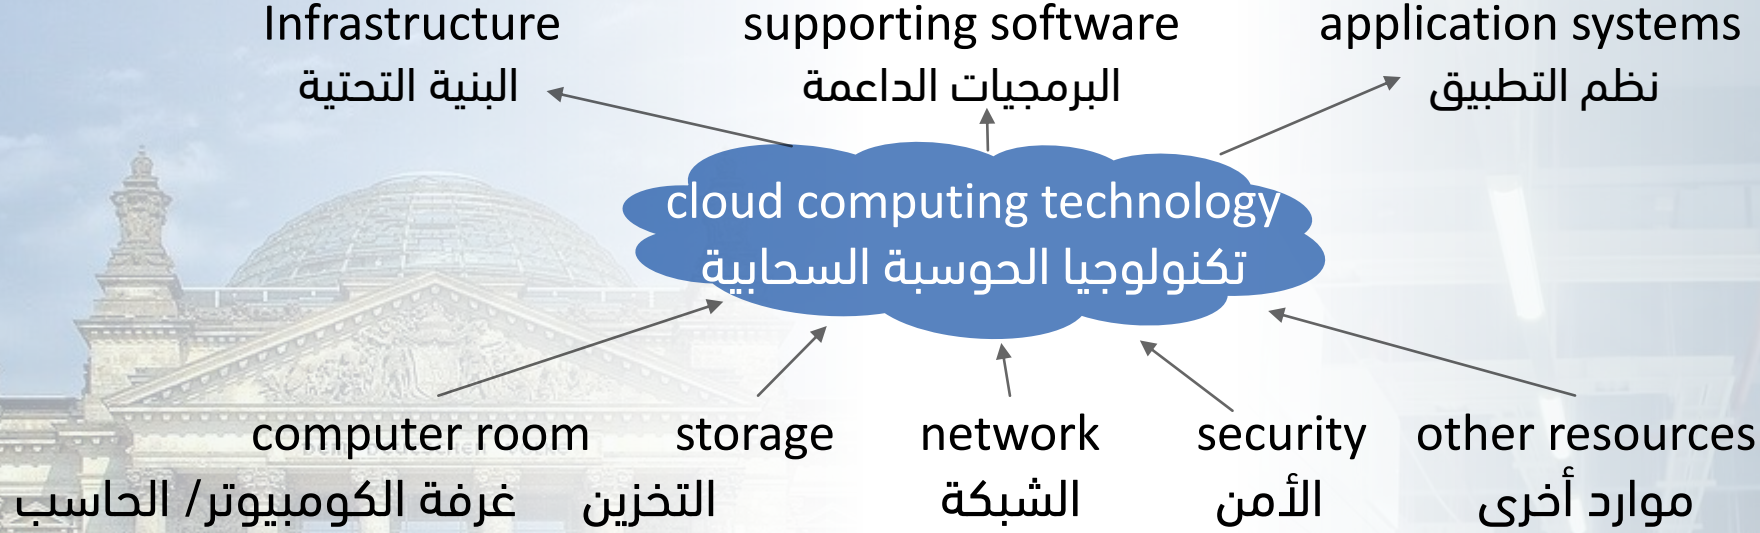 Infrastructure
البنية التحتية
supporting software
البرمجيات الداعمة
application systems
نظم التطبيق
cloud computing technology
تكنولوجيا الحوسبة السحابية
computer room
غرفة الكومبيوتر/ الحاسب
storage
التخزين
network
الشبكة
security
الأمن
other resources
موارد أخرى